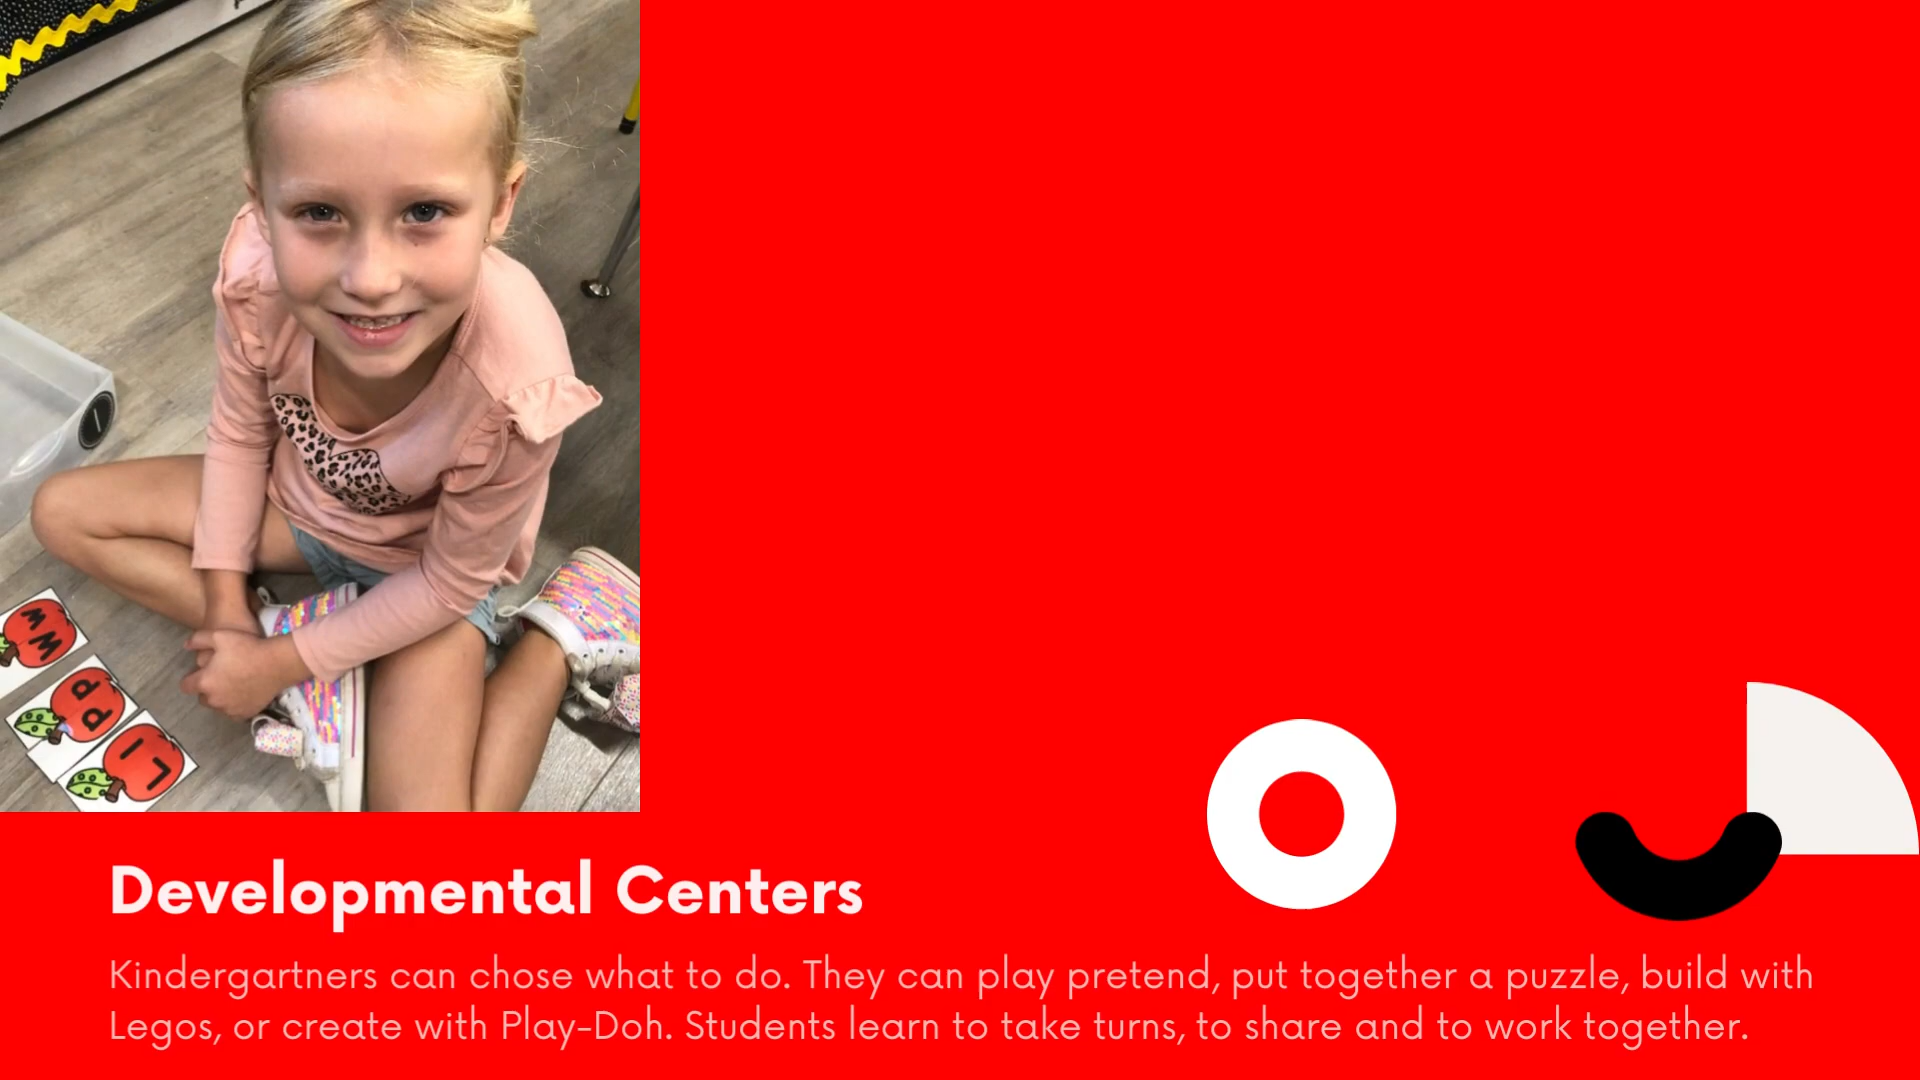 W w
p p
L l
Developmental Centers
Kindergartners can chose what to do. They can play pretend, put together a puzzle, build with
Legos, or create with Play-Doh. Students learn to take turns, to share and to work together.